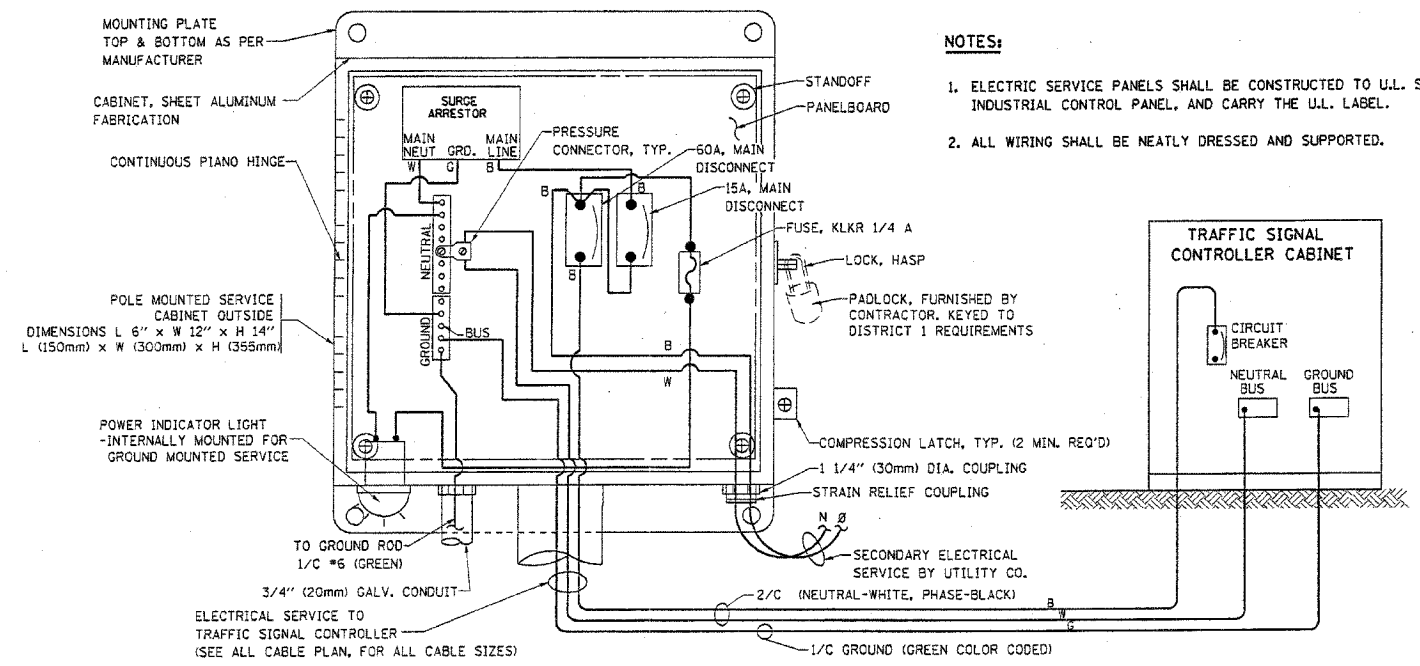 MOUNTING PLATE
TOP & BOTTOM AS PER
MANUFACTURER
CABINET, SHEET ALUMINUM
FABRICATION
CONTINUOUS PIANO HINGE
POLE MOUNTED SERVICE
CABINET OUTSIDE
DIMENSIONS L 6" x W 12" x H 14"
L (150mm) x W (300mm) x H (355mm)
POWER INDICATOR LIGHT
-INTERNALLY MOUNTED FOR
GROUND MOUNTED SERVICE
SURGE
ARRESTOR
MAIN
NEUT
GRD.
MAIN
LINE
W
G
B
PRESSURE
CONNECTOR, TYP.
NEUTRAL
GROUND
BUS
B
B
B
B
W
STANDOFF
PANELBOARD
60A, MAIN
DISCONNECT
15A, MAIN
DISCONNECT
FUSE, KLKR 1/4 A
LOCK, HASP
PADLOCK, FURNISHED BY
CONTRACTOR. KEYED TO
DISTRICT 1 REQUIREMENTS
COMPRESSION LATCH, TYP. (2 MIN. REQ'D)
1 1/4" (30mm) DIA. COUPLING
STRAIN RELIEF COUPLING
N Ø
SECONDARY ELECTRICAL
SERVICE BY UTILITY CO.
TO GROUND ROD
1/C #6 (GREEN)
3/4" (20mm) GALV. CONDUIT
ELECTRICAL SERVICE TO
TRAFFIC SIGNAL CONTROLLER
(SEE ALL CABLE PLAN, FOR ALL CABLE SIZES)
2/C (NEUTRAL-WHITE, PHASE-BLACK)
1/C GROUND (GREEN COLOR CODED)
B
W
G
NOTES:
1. ELECTRIC SERVICE PANELS SHALL BE CONSTRUCTED TO U.L. S
INDUSTRIAL CONTROL PANEL, AND CARRY THE U.L. LABEL.
2. ALL WIRING SHALL BE NEATLY DRESSED AND SUPPORTED.
TRAFFIC SIGNAL
CONTROLLER CABINET
CIRCUIT
BREAKER
NEUTRAL
BUS
GROUND
BUS